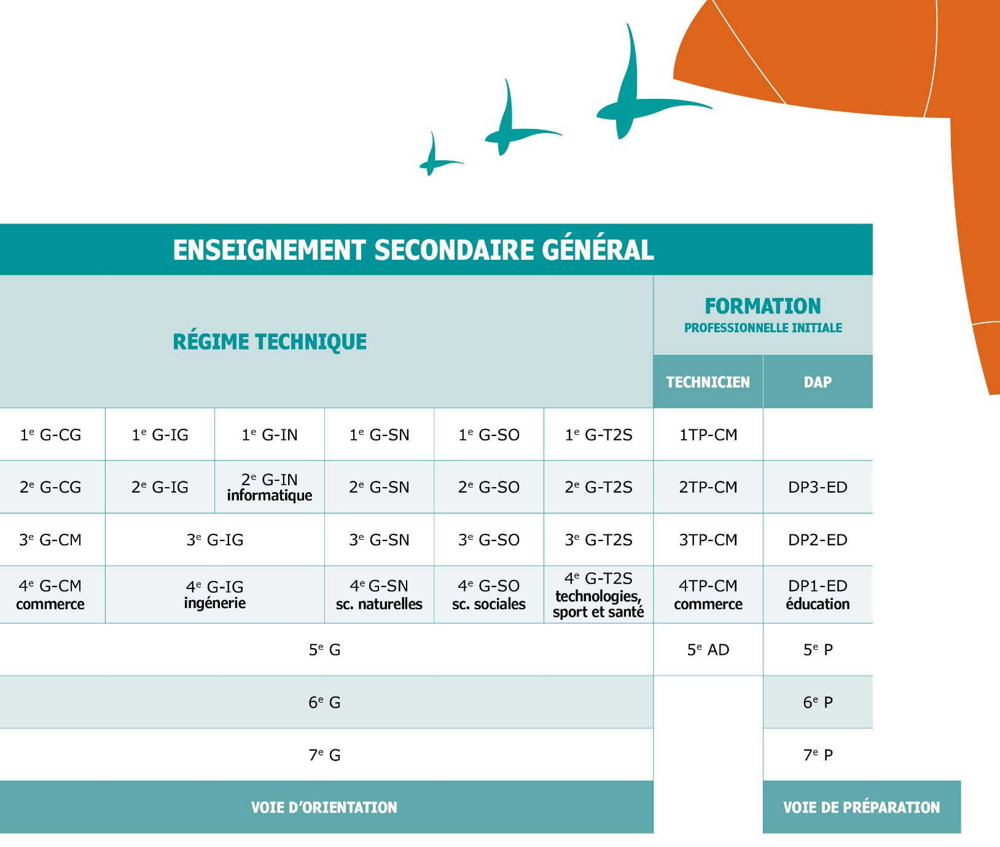 ENSEIGNEMENT SECONDAIRE GÉNÉRAL
RÉGIME TECHNIQUE
FORMATION
PROFESSIONNELLE INITIALE
TECHNICIEN
DAP
1e G-CG
1e G-IG
1e G-IN
1e G-SN
1e G-SO
1e G-T2S
1TP-CM
2e G-CG
2e G-IG
2e G-IN
informatique
2e G-SN
2e G-SO
2e G-T2S
2TP-CM
DP3-ED
3e G-CM
3e G-IG
3e G-SN
3e G-SO
3e G-T2S
3TP-CM
DP2-ED
4e G-CM
commerce
4e G-IG
ingénerie
4e G-SN
sc. naturelles
4e G-SO
sc. sociales
4e G-T2S
technologies,
sport et santé
4TP-CM
commerce
DP1-ED
éducation
5e G
5e AD
5e P
6e G
6e P
7e G
7e P
VOIE D’ORIENTATION
VOIE DE PRÉPARATION